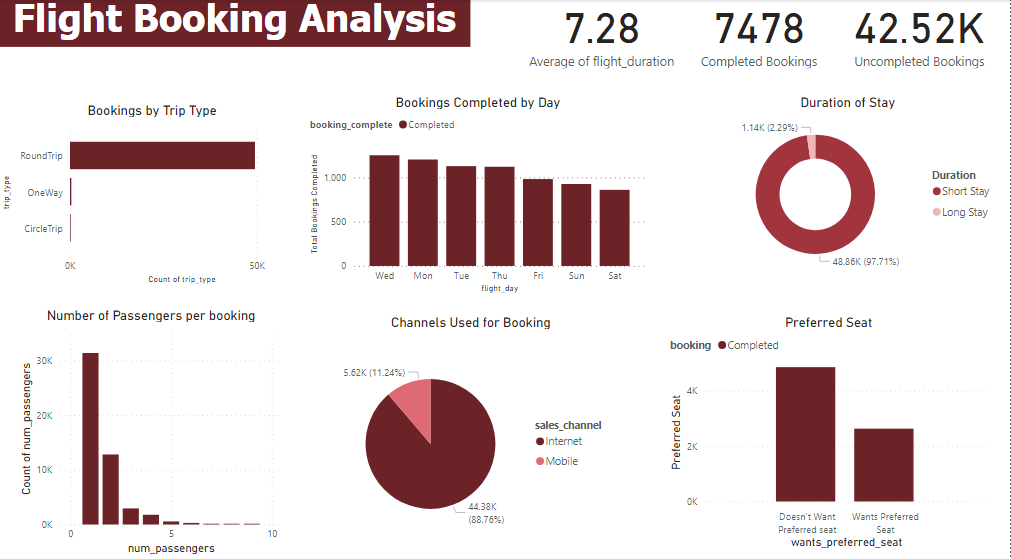 Flight Booking Analysis
7.28
Average of flight_duration
7478
Completed Bookings
42.52K
Uncompleted Bookings
Bookings by Trip Type
trip_type
RoundTrip
OneWay
CircleTrip
0K
50K
Count of trip_type
Bookings Completed by Day
booking_complete
Completed
Total Bookings Completed
1,000
500
0
Wed
Mon
Tue
Thu
Fri
Sun
Sat
flight_day
Duration of Stay
1.14K (2.29%)
48.86K (97.71%)
Duration
Short Stay
Long Stay
Number of Passengers per booking
Count of num_passengers
30K
20K
10K
0K
0
5
10
num_passengers
Channels Used for Booking
5.62K (11.24%)
44.38K
(88.76%)
sales_channel
Internet
Mobile
Preferred Seat
booking
Completed
Preferred Seat
4K
2K
0K
Doesn't Want
Preferred seat
Wants Preferred
Seat
wants_preferred_seat